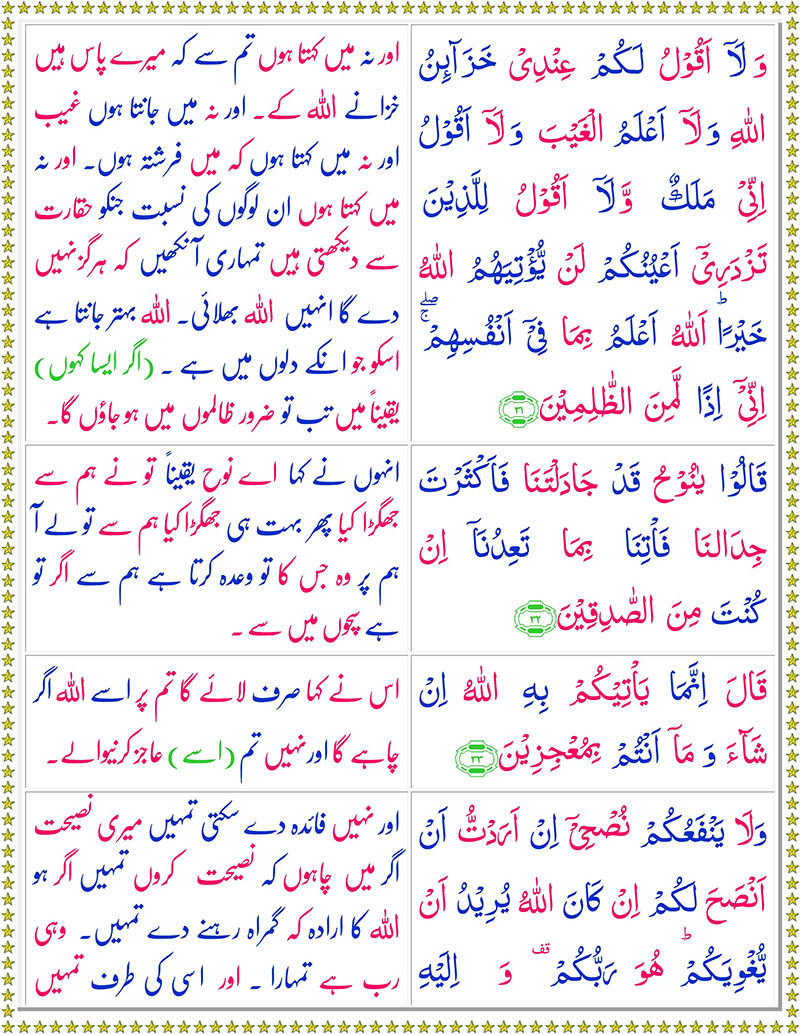 وَ لَاۤ اَقُوْلُ لَكُمْ عِنْدِیْ خَزَآىِٕنُ
اللّٰهِ وَ لَاۤ اَعْلَمُ الْغَیْبَ وَ لَاۤ اَقُوْلُ
اِنِّیْ مَلَكٌ وَّ لَاۤ اَقُوْلُ لِلَّذِیْنَ
تَزْدَرِیْۤ اَعْیُنُكُمْ لَنْ یُّؤْتِیَهُمُ اللّٰهُ
خَیْرًاؕ اَللّٰهُ اَعْلَمُ بِمَا فِیْۤ اَنْفُسِهِمْ ۖۚ
اِنِّیْۤ اِذًا لَّمِنَ الظّٰلِمِیْنَ ۳۱
اور نہ میں کہتا ہوں تم سے کہ میرے پاس ہیں
خزانے اللہ کے۔ اور نہ میں جانتا ہوں غیب
اور نہ میں کہتا ہوں کہ میں فرشتہ ہوں۔ اور نہ
میں کہتا ہوں ان لوگوں کی نسبت جنکو حقارت
سے دیکھتی ہیں تمہاری آنکھیں کہ ہرگز نہیں
دے گا انہیں اللہ بھلائی۔ اللہ بہتر جانتا ہے
اسکو جو انکے دلوں میں ہے ۔ (اگر ایسا کہوں)
یقیناً میں تب تو ضرور ظالموں میں ہو جاؤں گا۔
قَالُوْا یٰنُوْحُ قَدْ جَادَلْتَنَا فَاَكْثَرْتَ
جِدَالَنَا فَاْتِنَا بِمَا تَعِدُنَاۤ اِنْ
كُنْتَ مِنَ الصّٰدِقِیْنَ ۳۲
انہوں نے کہا اے نوح یقیناً تو نے ہم سے
جھگڑا کیا پھر بہت ہی جھگڑا کیا ہم سے تو لے آ
ہم پر وہ جس کا تو وعدہ کرتا ہے ہم سے اگر تو
ہے سچوں میں سے ۔
قَالَ اِنَّمَا یَاْتِیْكُمْ بِهِ اللّٰهُ اِنْ
شَآءَ وَ مَاۤ اَنْتُمْ بِمُعْجِزِیْنَ ۳۳
اس نے کہا صرف لائے گا تم پر اسے اللہ اگر
چاہے گا اور نہیں تم (اسے) عاجز کرنیوالے۔
وَلَا یَنْفَعُكُمْ نُصْحِیْۤ اِنْ اَرَدْتُّ اَنْ
اَنْصَحَ لَكُمْ اِنْ كَانَ اللّٰهُ یُرِیْدُ اَنْ
یُّغْوِیَكُمْؕ هُوَ رَبُّكُمْ قف وَ اِلَیْهِ
اور نہیں فائدہ دے سکتی تمہیں میری نصیحت
اگر میں چاہوں کہ نصیحت کروں تمہیں اگر ہو
اللہ کا ارادہ کہ گمراہ رہنے دے تمہیں۔ وہی
رب ہے تمہارا ۔ اور اسی کی طرف تمہیں